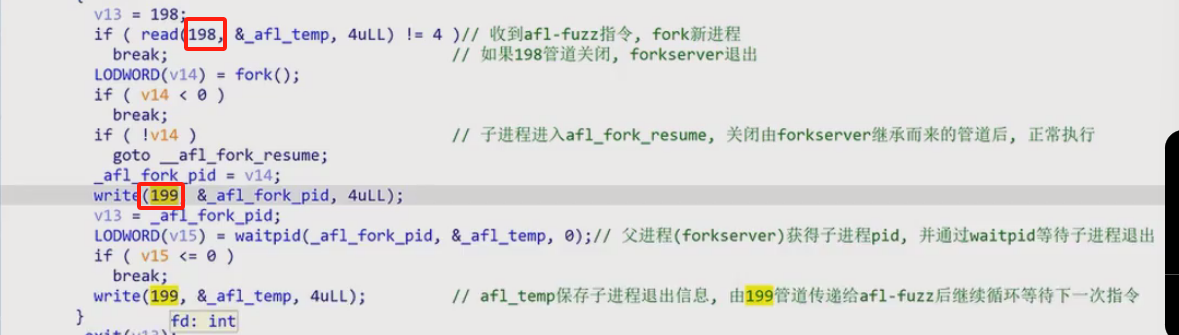 v13 = 198;
if ( read(198, &_afl_temp, 4uLL) != 4 )// 收到afl-fuzz指令, fork新进程
break; // 如果198管道关闭, forkserver退出
LODWORD(v14) = fork();
if ( v14 < 0 )
break;
if ( !v14 ) // 子进程进入afl_fork_resume, 关闭由forkserver继承而来的管道后, 正常执行
goto __afl_fork_resume;
_afl_fork_pid = v14;
write(199 &_afl_fork_pid, 4uLL);
v13 = _afl_fork_pid;
LODWORD(v15) = waitpid(_afl_fork_pid, &_afl_temp, 0);// 父进程(forkserver)获得子进程pid, 并通过waitpid等待子进程退出
if ( v15 <= 0 )
break;
write(199, &_afl_temp, 4uLL); // afl_temp保存子进程退出信息, 由199管道传递给afl-fuzz后继续循环等待下一次指令
}
fd: int